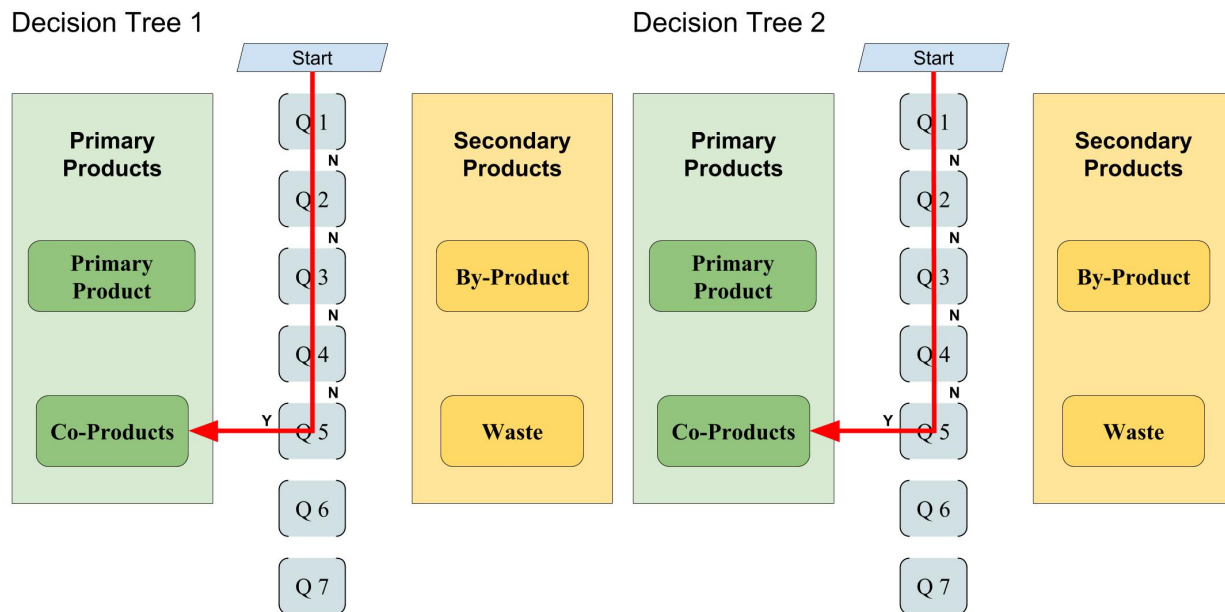 Decision Tree 1
Start
Primary
Products
Primary
Product
Co-Products
Q 1
N
Q 2
N
Q 3
N
Q 4
N
Y
Q 5
Q 6
Q 7
Secondary
Products
By-Product
Waste
Decision Tree 2
Start
Primary
Products
Primary
Product
Co-Products
Q 1
N
Q 2
N
Q 3
N
Q 4
N
Y
Q 5
Q 6
Q 7
Secondary
Products
By-Product
Waste